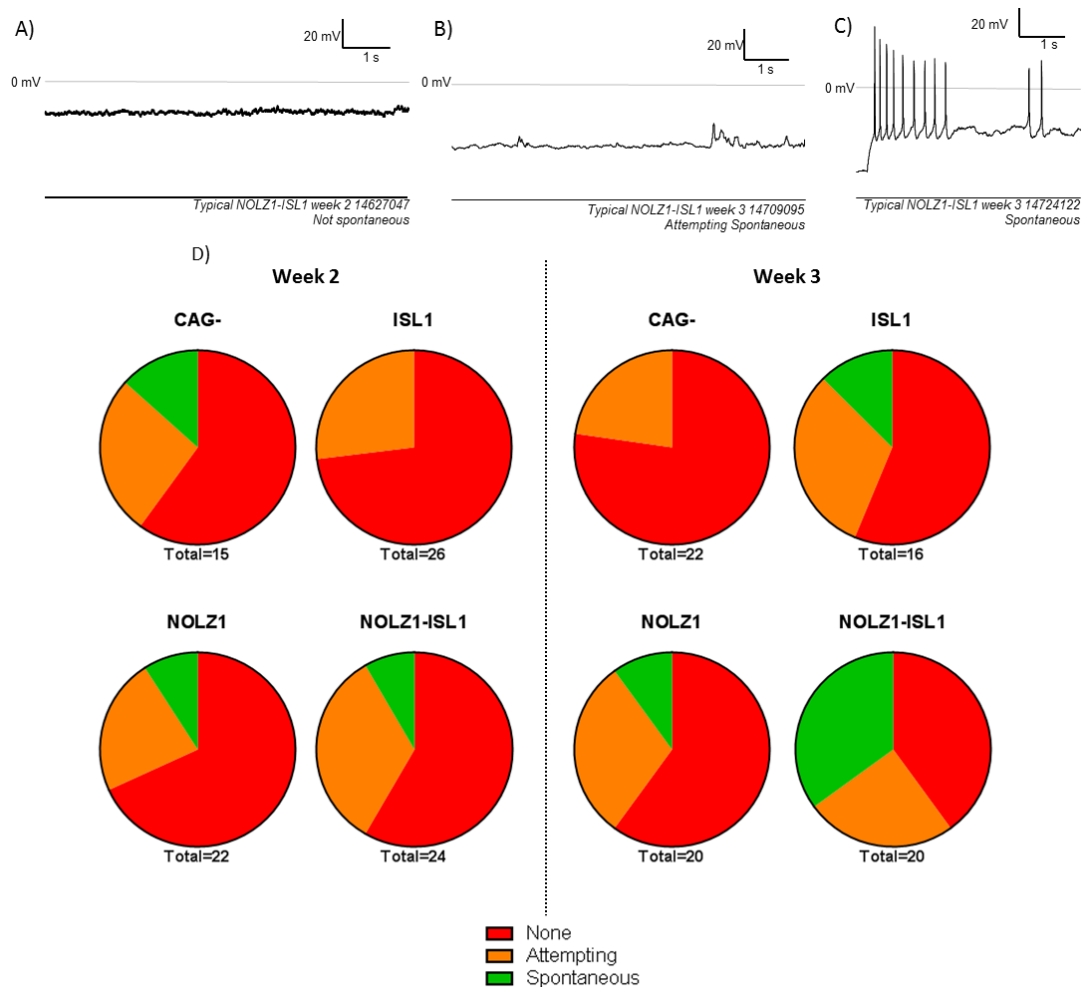 A)
20 mV
1 s
0 mV
Typical NOLZ1-ISL1 week 2 14627047
Not spontaneous
B)
20 mV
1 s
0 mV
Typical NOLZ1-ISL1 week 3 14709095
Attempting Spontaneous
C)
20 mV
1 s
0 mV
Typical NOLZ1-ISL1 week 3 14724122
Spontaneous
D)
Week 2
Week 3
CAG-
ISL1
CAG-
ISL1
Total=15
Total=26
Total=22
Total=16
NOLZ1
NOLZ1-ISL1
NOLZ1
NOLZ1-ISL1
Total=22
Total=24
Total=20
Total=20
None
Attempting
Spontaneous